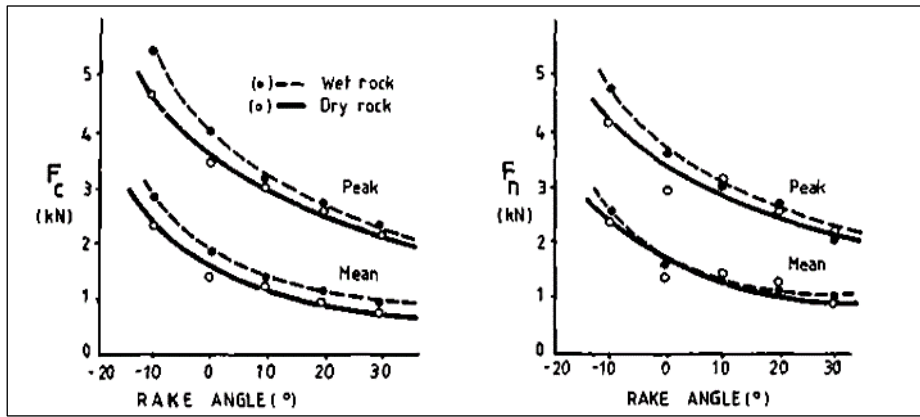 5
4
3
2
1
0
F_c
(kN)
(•) --- Wet rock
(o) — Dry rock
Peak
Mean
-20 -10 0 10 20 30
RAKE ANGLE (°)
5
4
3
2
1
0
F_n
(kN)
Peak
Mean
-20 -10 0 10 20 30
RAKE ANGLE (°)